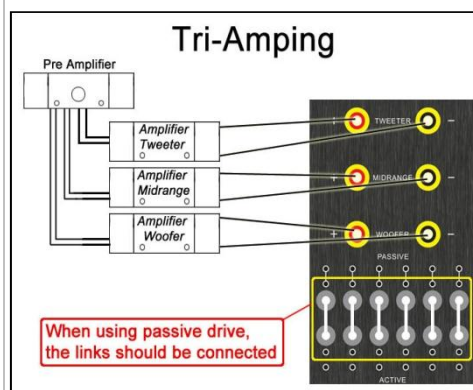 Tri-Amping
Pre Amplifier
Amplifier
Tweeter
Amplifier
Midrange
Amplifier
Woofer
+ TWEETER −
+ MIDRANGE −
+ WOOFER −
PASSIVE
When using passive drive,
the links should be connected
ACTIVE